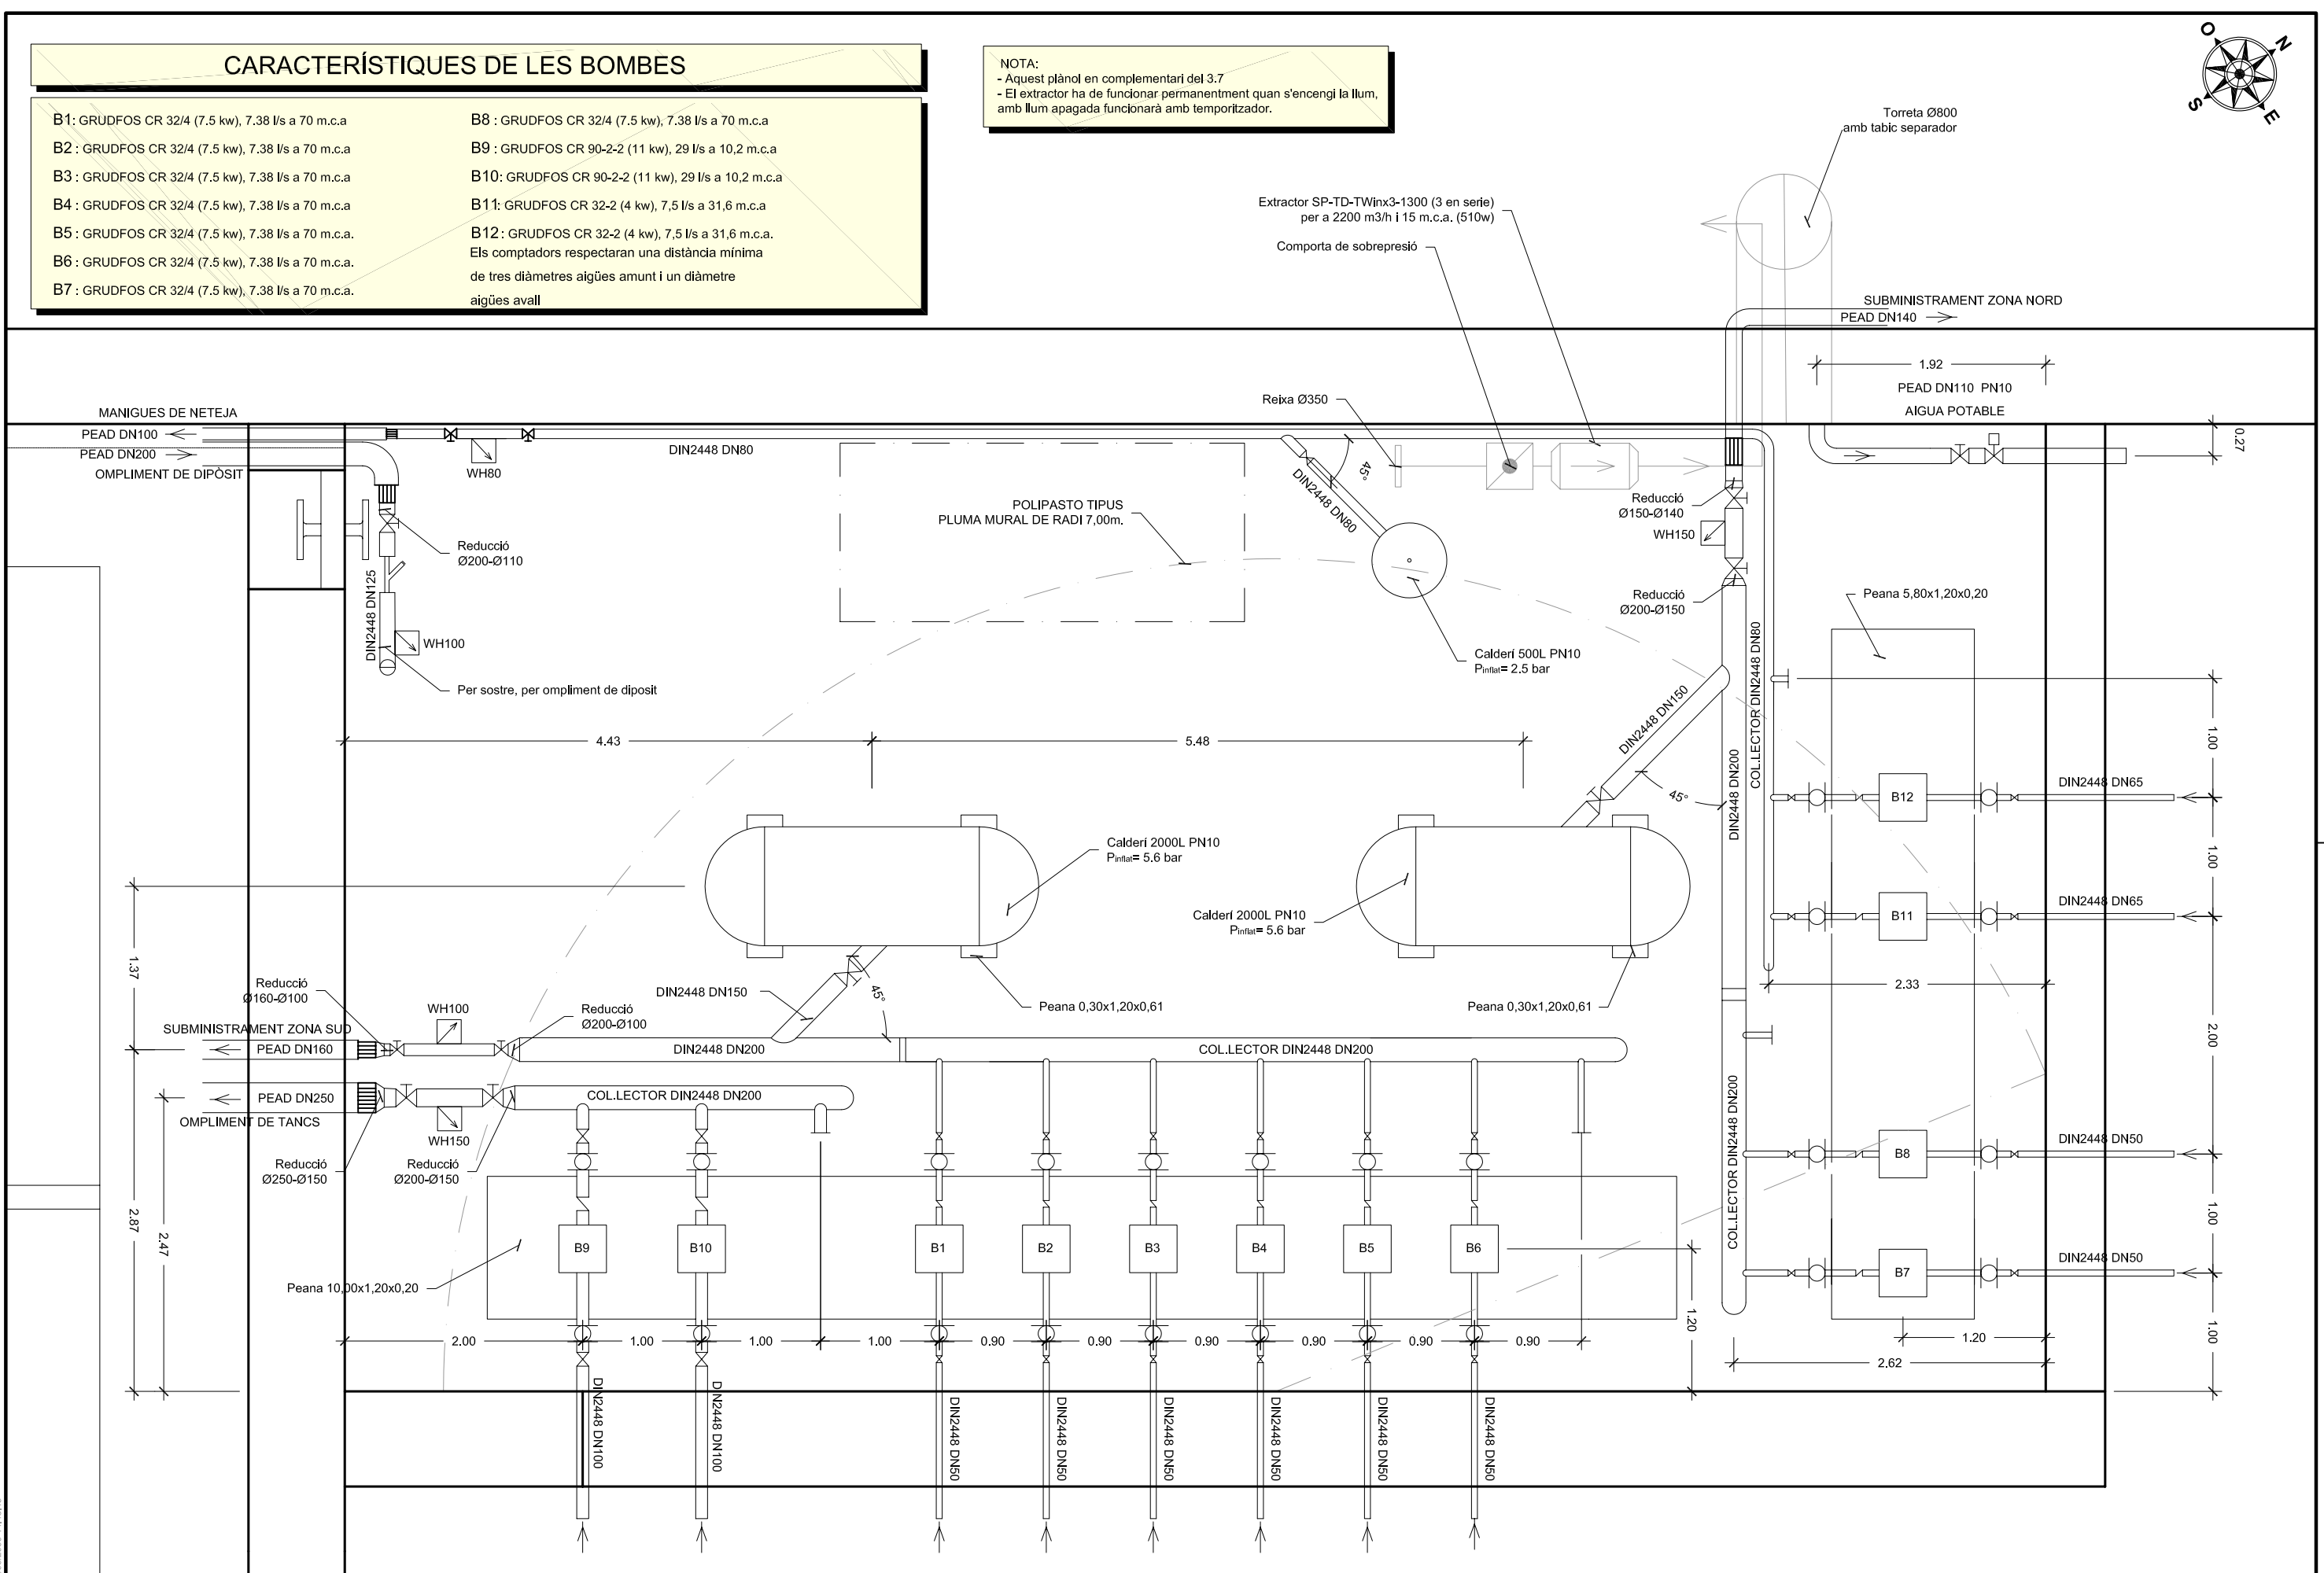 CARACTERÍSTIQUES DE LES BOMBES
B1: GRUDFOS CR 32/4 (7.5 kw), 7.38 l/s a 70 m.c.a
B2 : GRUDFOS CR 32/4 (7.5 kw), 7.38 l/s a 70 m.c.a
B3 : GRUDFOS CR 32/4 (7.5 kw), 7.38 l/s a 70 m.c.a
B4 : GRUDFOS CR 32/4 (7.5 kw), 7.38 l/s a 70 m.c.a
B5 : GRUDFOS CR 32/4 (7.5 kw), 7.38 l/s a 70 m.c.a.
B6 : GRUDFOS CR 32/4 (7.5 kw), 7.38 l/s a 70 m.c.a.
B7 : GRUDFOS CR 32/4 (7.5 kw), 7.38 l/s a 70 m.c.a.
B8 : GRUDFOS CR 32/4 (7.5 kw), 7.38 l/s a 70 m.c.a
B9 : GRUDFOS CR 90-2-2 (11 kw), 29 l/s a 10,2 m.c.a
B10: GRUDFOS CR 90-2-2 (11 kw), 29 l/s a 10,2 m.c.a
B11: GRUDFOS CR 32-2 (4 kw), 7,5 l/s a 31,6 m.c.a
B12: GRUDFOS CR 32-2 (4 kw), 7,5 l/s a 31,6 m.c.a.
Els comptadors respectaran una distància mínima
de tres diàmetres aigües amunt i un diàmetre
aigües avall
NOTA:
- Aquest plànol en complementari del 3.7
- El extractor ha de funcionar permanentment quan s'encengi la llum,
amb llum apagada funcionarà amb temporitzador.
O
N
S
E
Torreta Ø800
amb tabic separador
Extractor SP-TD-TWinx3-1300 (3 en serie)
per a 2200 m3/h i 15 m.c.a. (510w)
Comporta de sobrepresió
SUBMINISTRAMENT ZONA NORD
PEAD DN140
1.92
PEAD DN110 PN10
AIGUA POTABLE
0.27
Reixa Ø350
MANIGUES DE NETEJA
PEAD DN100
PEAD DN200
OMPLIMENT DE DIPÒSIT
WH80
DIN2448 DN80
45°
DIN2448 DN80
POLIPASTO TIPUS
PLUMA MURAL DE RADI 7,00m.
Reducció
Ø150-Ø140
WH150
Reducció
Ø200-Ø110
DIN2448 DN125
WH100
Per sostre, per ompliment de diposit
Reducció
Ø200-Ø150
Peana 5,80x1,20x0,20
Calderí 500L PN10
Pinflat= 2.5 bar
COL.LECTOR DIN2448 DN80
DIN2448 DN150
4.43
5.48
45°
DIN2448 DN200
1.00
B12
DIN2448 DN65
1.00
B11
DIN2448 DN65
Calderí 2000L PN10
Pinflat= 5.6 bar
Calderí 2000L PN10
Pinflat= 5.6 bar
1.37
2.33
Reducció
Ø160-Ø100
WH100
Reducció
Ø200-Ø100
DIN2448 DN150
45°
Peana 0,30x1,20x0,61
Peana 0,30x1,20x0,61
2.00
SUBMINISTRAMENT ZONA SUD
PEAD DN160
DIN2448 DN200
COL.LECTOR DIN2448 DN200
PEAD DN250
COL.LECTOR DIN2448 DN200
OMPLIMENT DE TANCS
WH150
Reducció
Ø250-Ø150
Reducció
Ø200-Ø150
COL.LECTOR DIN2448 DN200
B8
DIN2448 DN50
2.87
2.47
1.00
B9
B10
B1
B2
B3
B4
B5
B6
B7
DIN2448 DN50
Peana 10,00x1,20x0,20
1.20
1.00
2.00
1.00
1.00
1.00
0.90
0.90
0.90
0.90
0.90
0.90
1.20
2.62
DIN2448 DN100
DIN2448 DN100
DIN2448 DN50
DIN2448 DN50
DIN2448 DN50
DIN2448 DN50
DIN2448 DN50
DIN2448 DN50